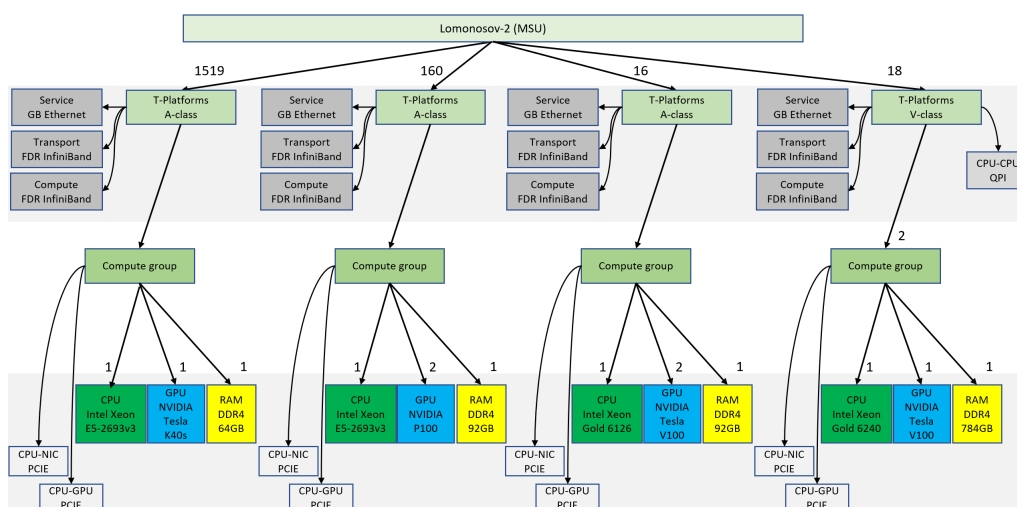 Lomonosov-2 (MSU)
1519
160
16
18
Service
GB Ethernet
T-Platforms
A-class
Service
GB Ethernet
T-Platforms
A-class
Service
GB Ethernet
T-Platforms
A-class
Service
GB Ethernet
T-Platforms
V-class
Transport
FDR InfiniBand
Transport
FDR InfiniBand
Transport
FDR InfiniBand
Transport
FDR InfiniBand
CPU-CPU
QPI
Compute
FDR InfiniBand
Compute
FDR InfiniBand
Compute
FDR InfiniBand
Compute
FDR InfiniBand
2
Compute group
Compute group
Compute group
Compute group
1
1
1
1
2
1
1
2
1
1
1
1
CPU
Intel Xeon
E5-2693v3
GPU
NVIDIA
Tesla
K40s
RAM
DDR4
64GB
CPU
Intel Xeon
E5-2693v3
GPU
NVIDIA
P100
RAM
DDR4
92GB
CPU
Intel Xeon
Gold 6126
GPU
NVIDIA
Tesla
V100
RAM
DDR4
92GB
CPU
Intel Xeon
Gold 6240
GPU
NVIDIA
Tesla
V100
RAM
DDR4
784GB
CPU-NIC
PCIE
CPU-NIC
PCIE
CPU-NIC
PCIE
CPU-NIC
PCIE
CPU-GPU
PCIE
CPU-GPU
PCIE
CPU-GPU
PCIE
CPU-GPU
PCIE